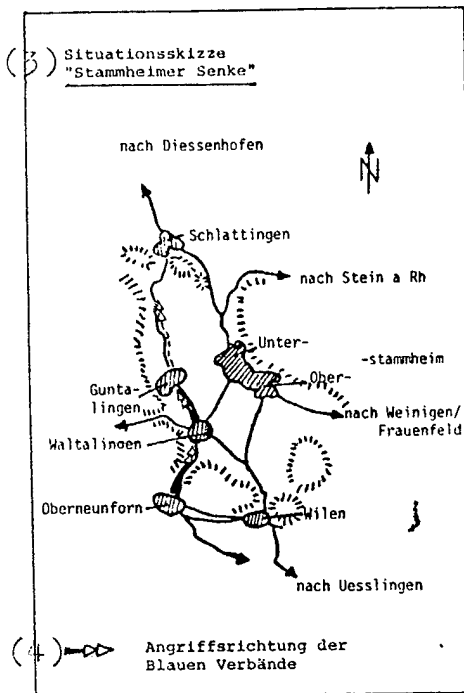 (3) Situationsskizze
"Stammheimer Senke"
nach Diessenhofen
N
Schlattingen
nach Stein a Rh
Unter-
-stammheim
Ober-
Gunta-
lingen
nach Weinigen/
Frauenfeld
Waltalingen
Oberneunforn
Wilen
nach Uesslingen
(4) Angriffsrichtung der
Blauen Verbände